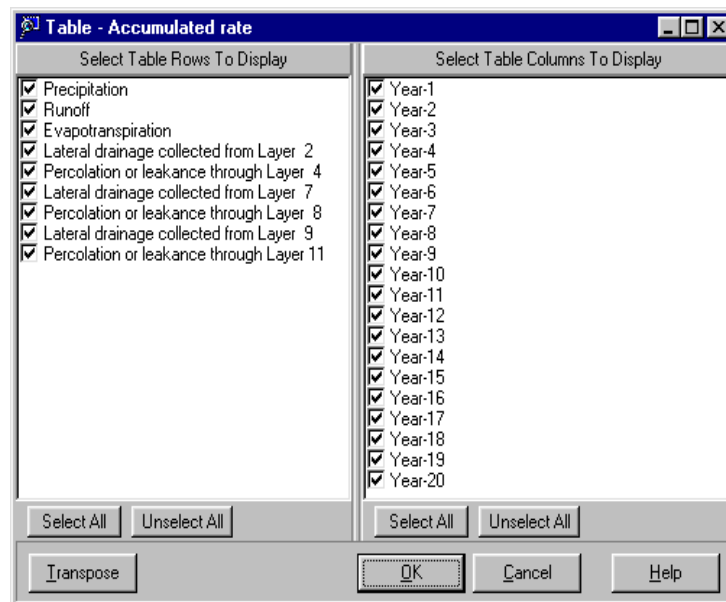 Table - Accumulated rate
Select Table Rows To Display
Precipitation
Runoff
Evapotranspiration
Lateral drainage collected from Layer  2
Percolation or leakance through Layer  4
Lateral drainage collected from Layer  7
Percolation or leakance through Layer  8
Lateral drainage collected from Layer  9
Percolation or leakance through Layer 11
Select All
Unselect All
Select Table Columns To Display
Year-1
Year-2
Year-3
Year-4
Year-5
Year-6
Year-7
Year-8
Year-9
Year-10
Year-11
Year-12
Year-13
Year-14
Year-15
Year-16
Year-17
Year-18
Year-19
Year-20
Select All
Unselect All
Transpose
OK
Cancel
Help